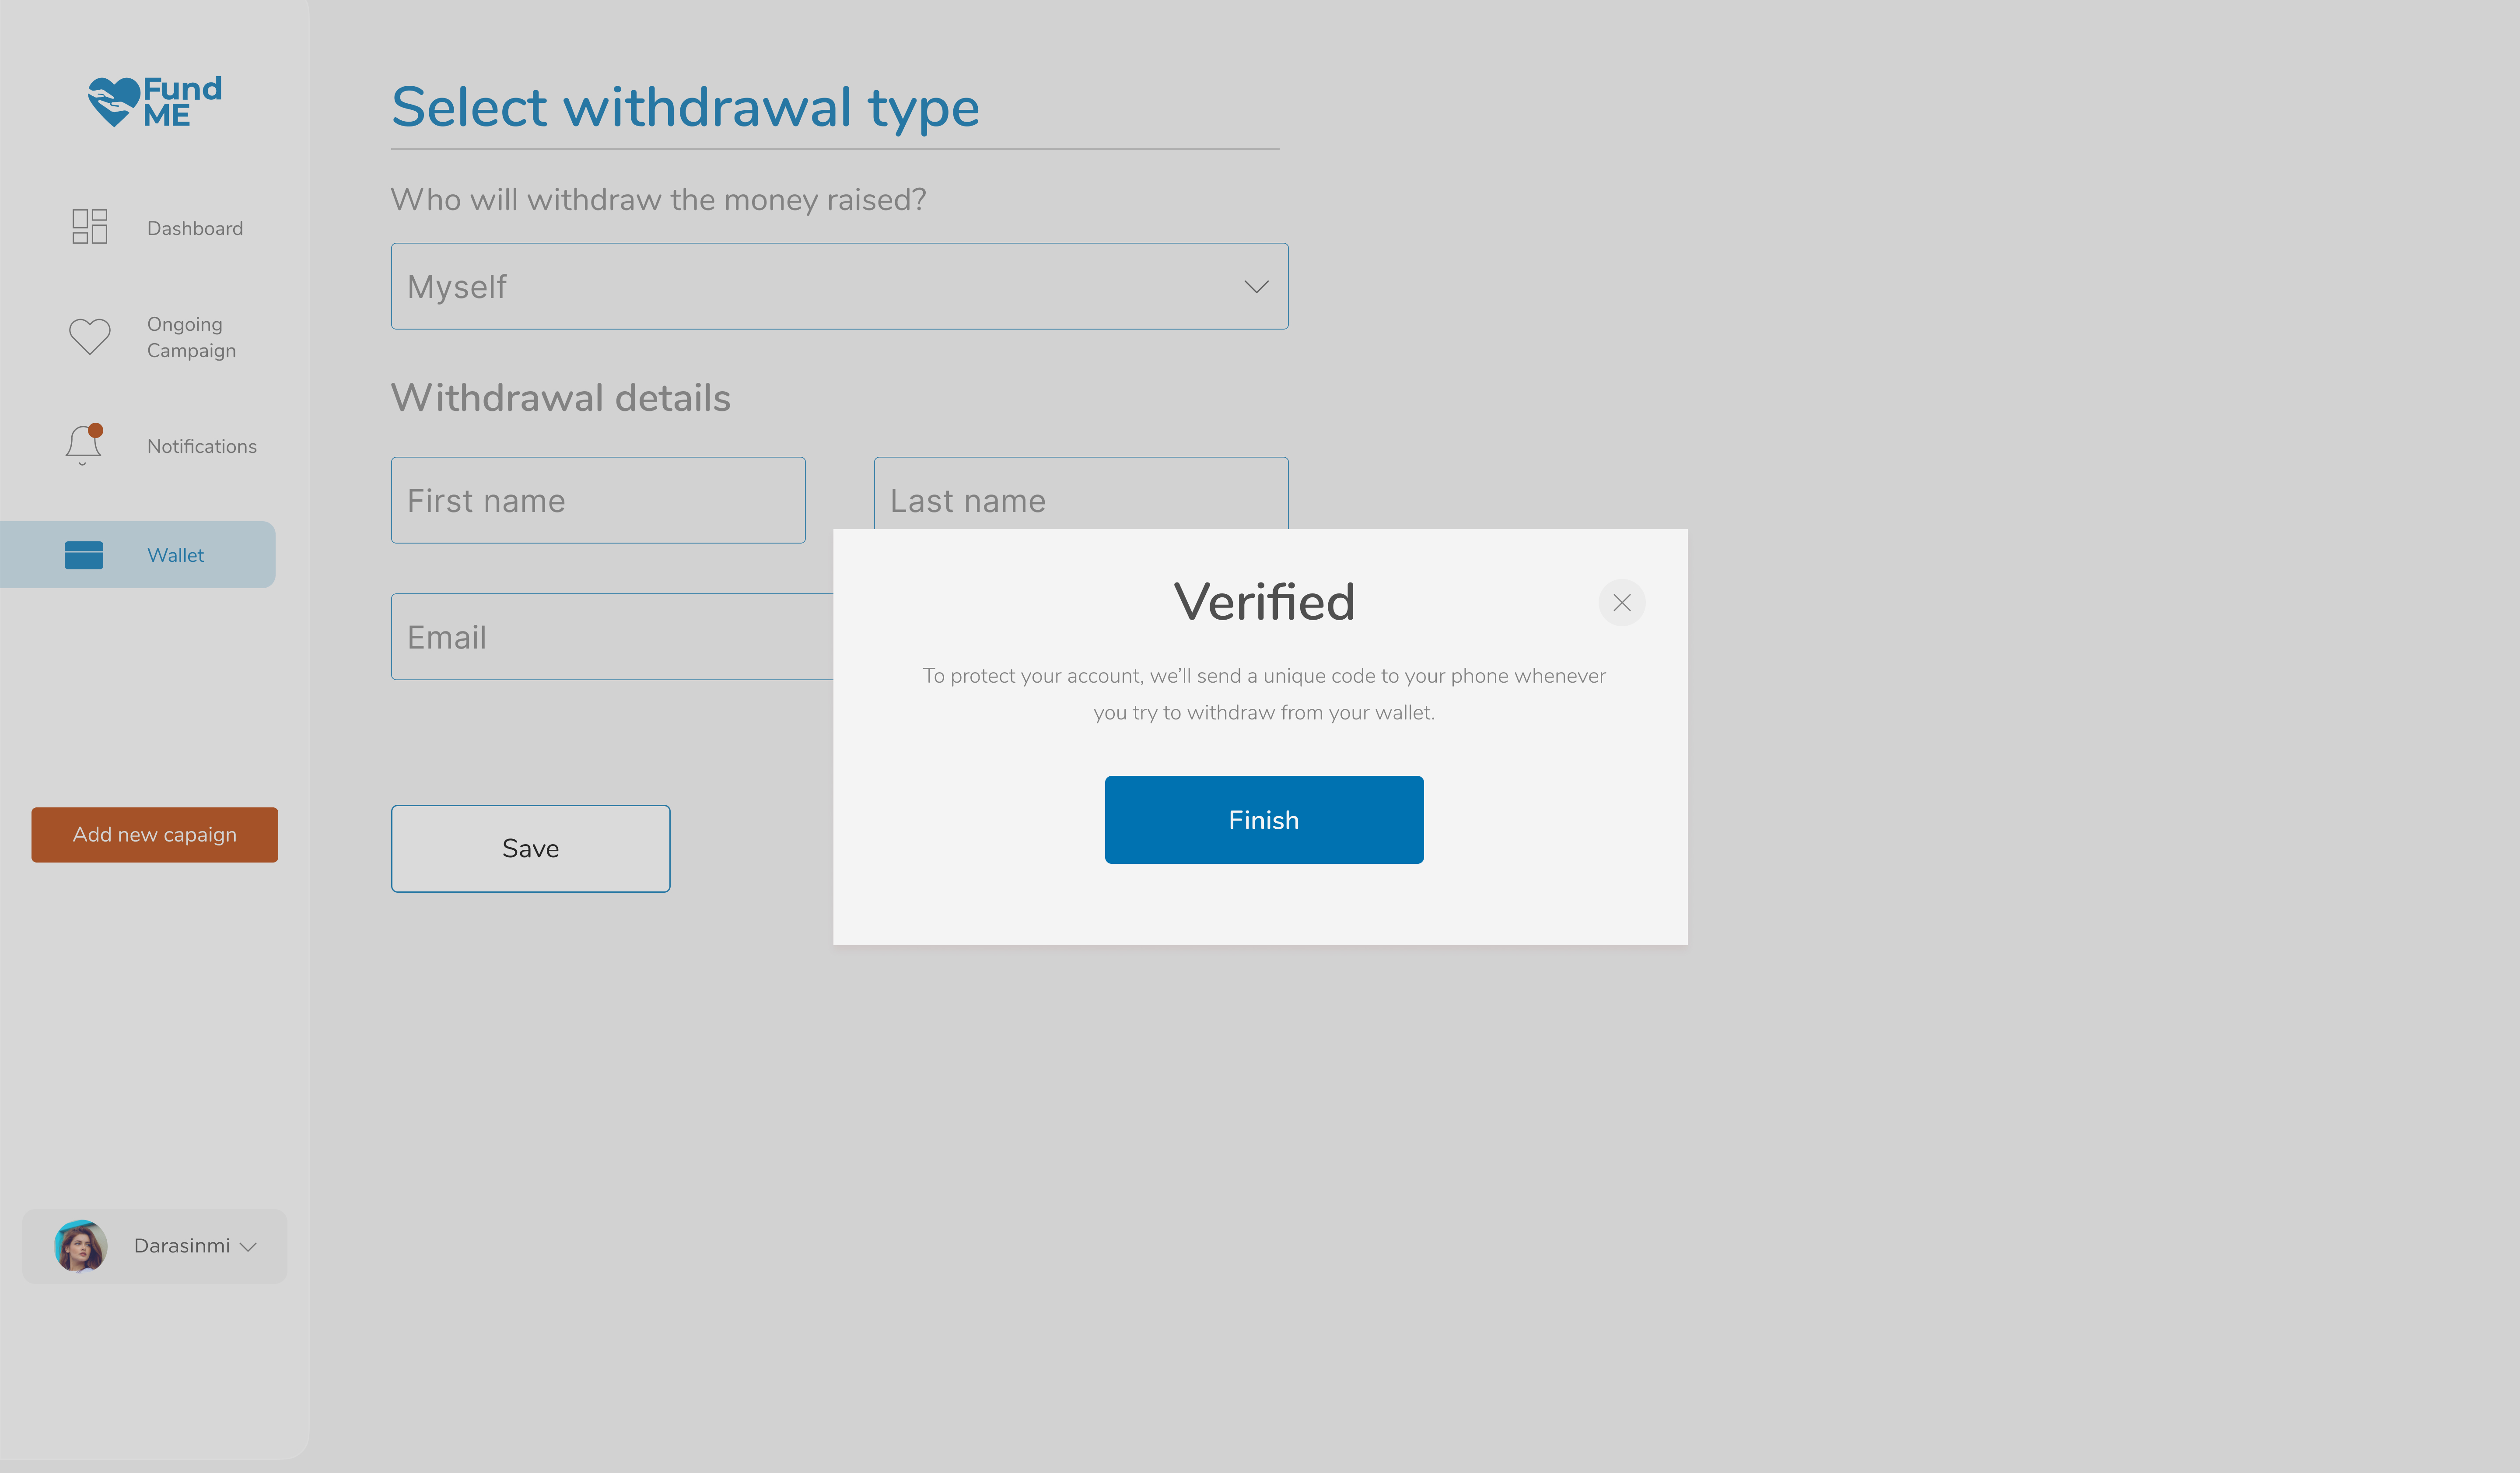 Fund
ME
Dashboard
Ongoing
Campaign
Notifications
Wallet
Add new capaign
Darasinmi
Select withdrawal type
Who will withdraw the money raised?
Myself
Withdrawal details
First name
Last name
Email
Save
Verified
To protect your account, we’ll send a unique code to your phone whenever
you try to withdraw from your wallet.
Finish